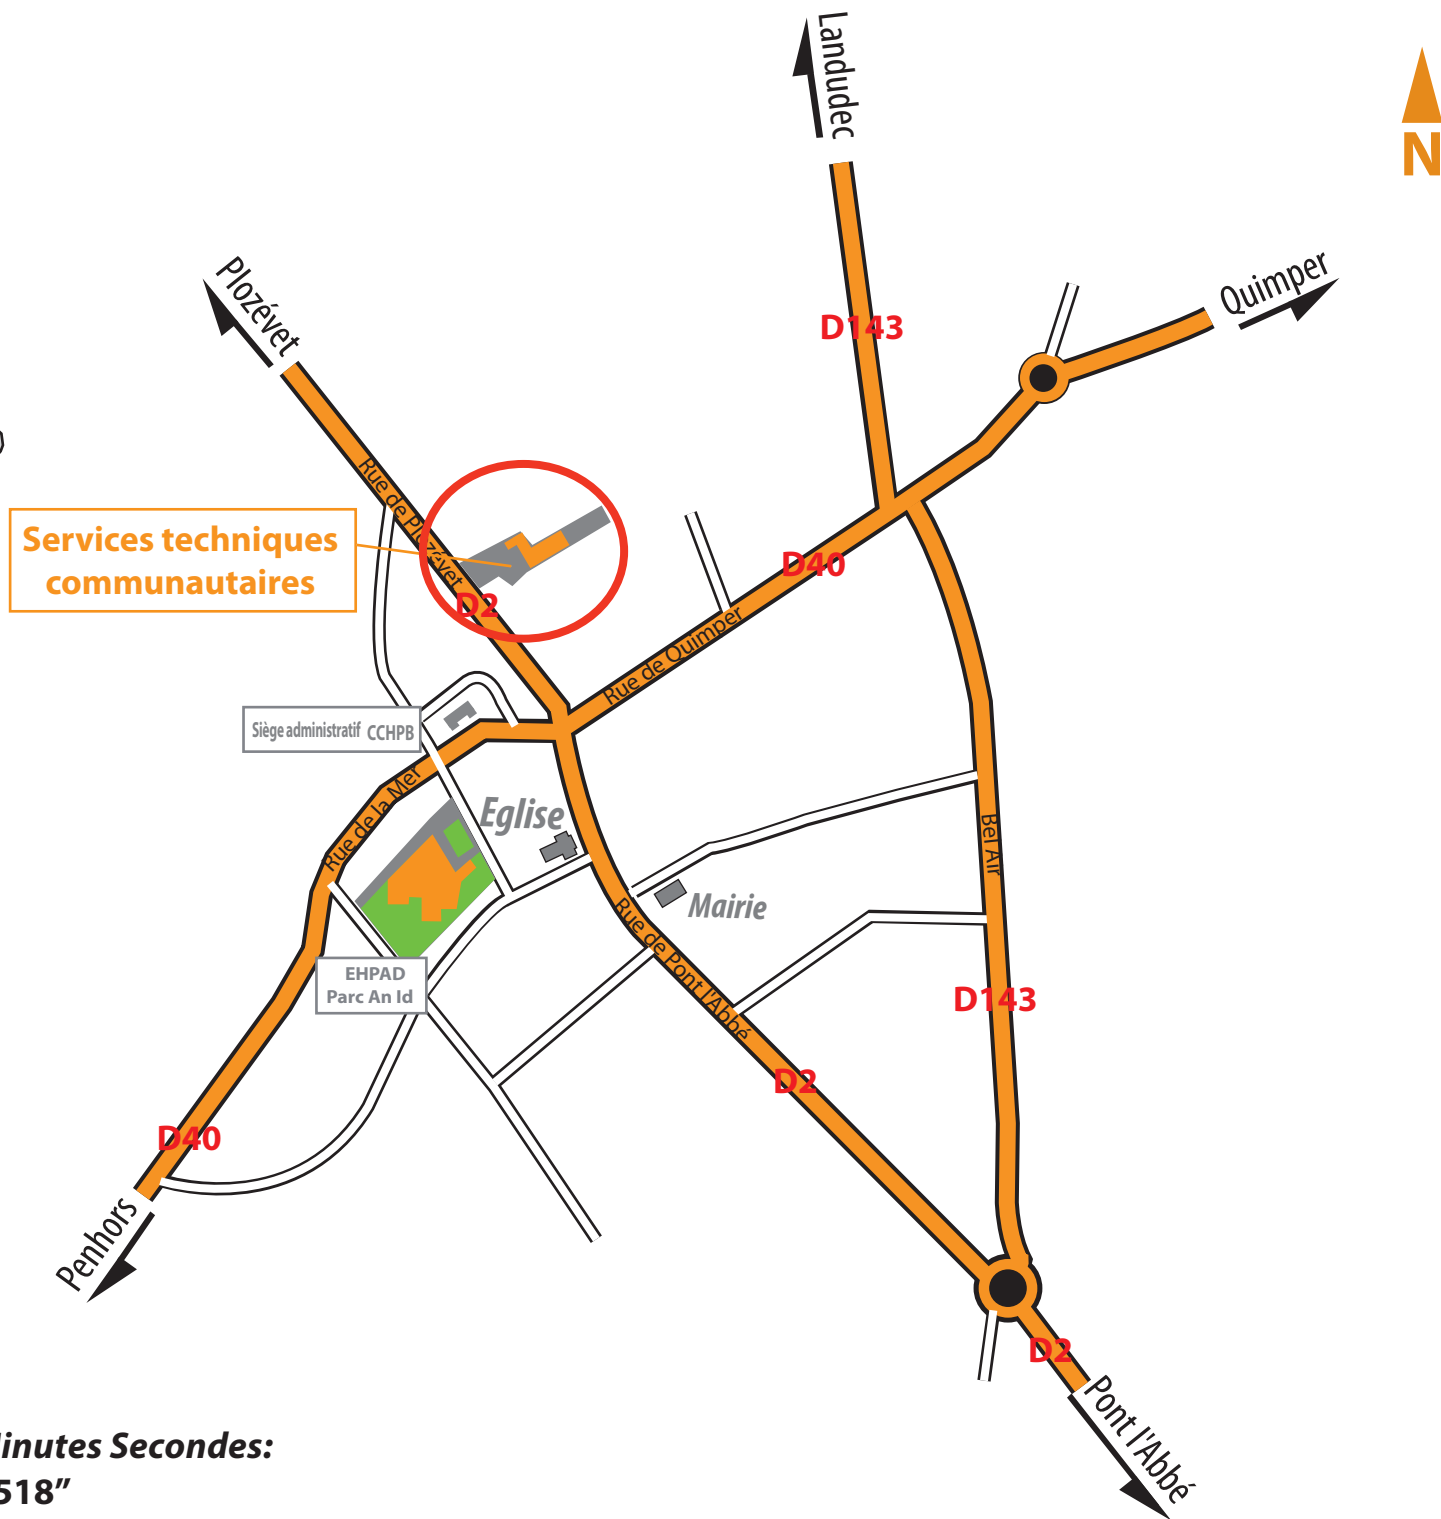 Landudec
N
Quimper
Plozévet
D143
Rue de Plozévet
Services techniques
communautaires
D40
D2
Rue de Quimper
Siège administratif CCHPB
Rue de la Mer
Eglise
Bel Air
Mairie
Rue de Pont l'Abbé
EHPAD
Parc An Id
D143
D2
D40
Penhors
D2
Pont l'Abbé
inutes Secondes:
518"